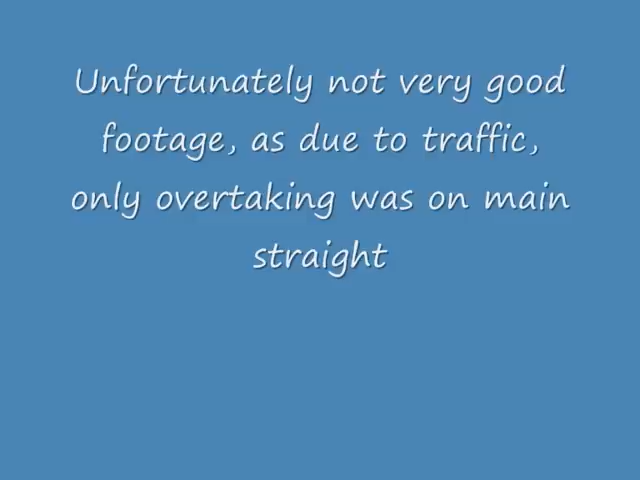 Unfortunately not very good
footage, as due to traffic,
only overtaking was on main
straight